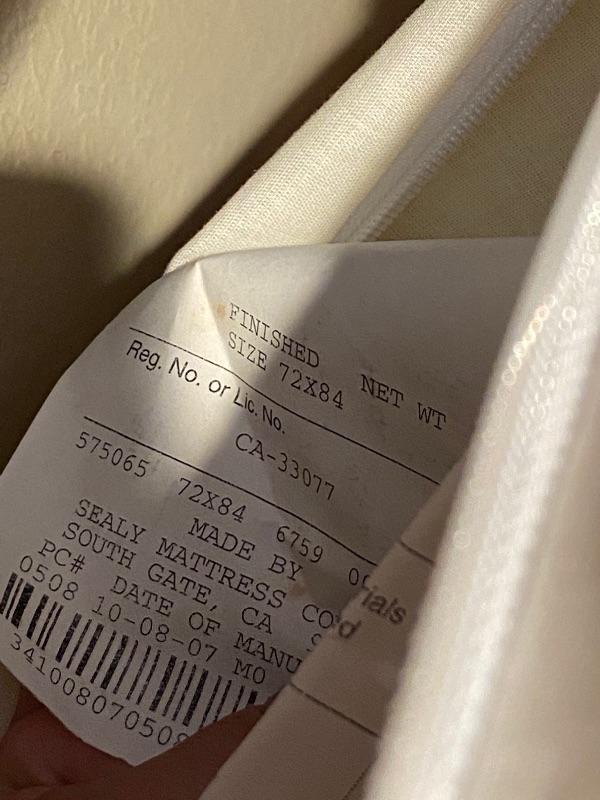 FINISHED
SIZE 72X84 NET WT
Reg. No. or Lic. No.
CA-33077
575065 72X84 6759
MADE BY
SEALY MATTRESS CO
SOUTH GATE, CA
PC# DATE OF MANU
0508 10-08-07 MO
341008070508